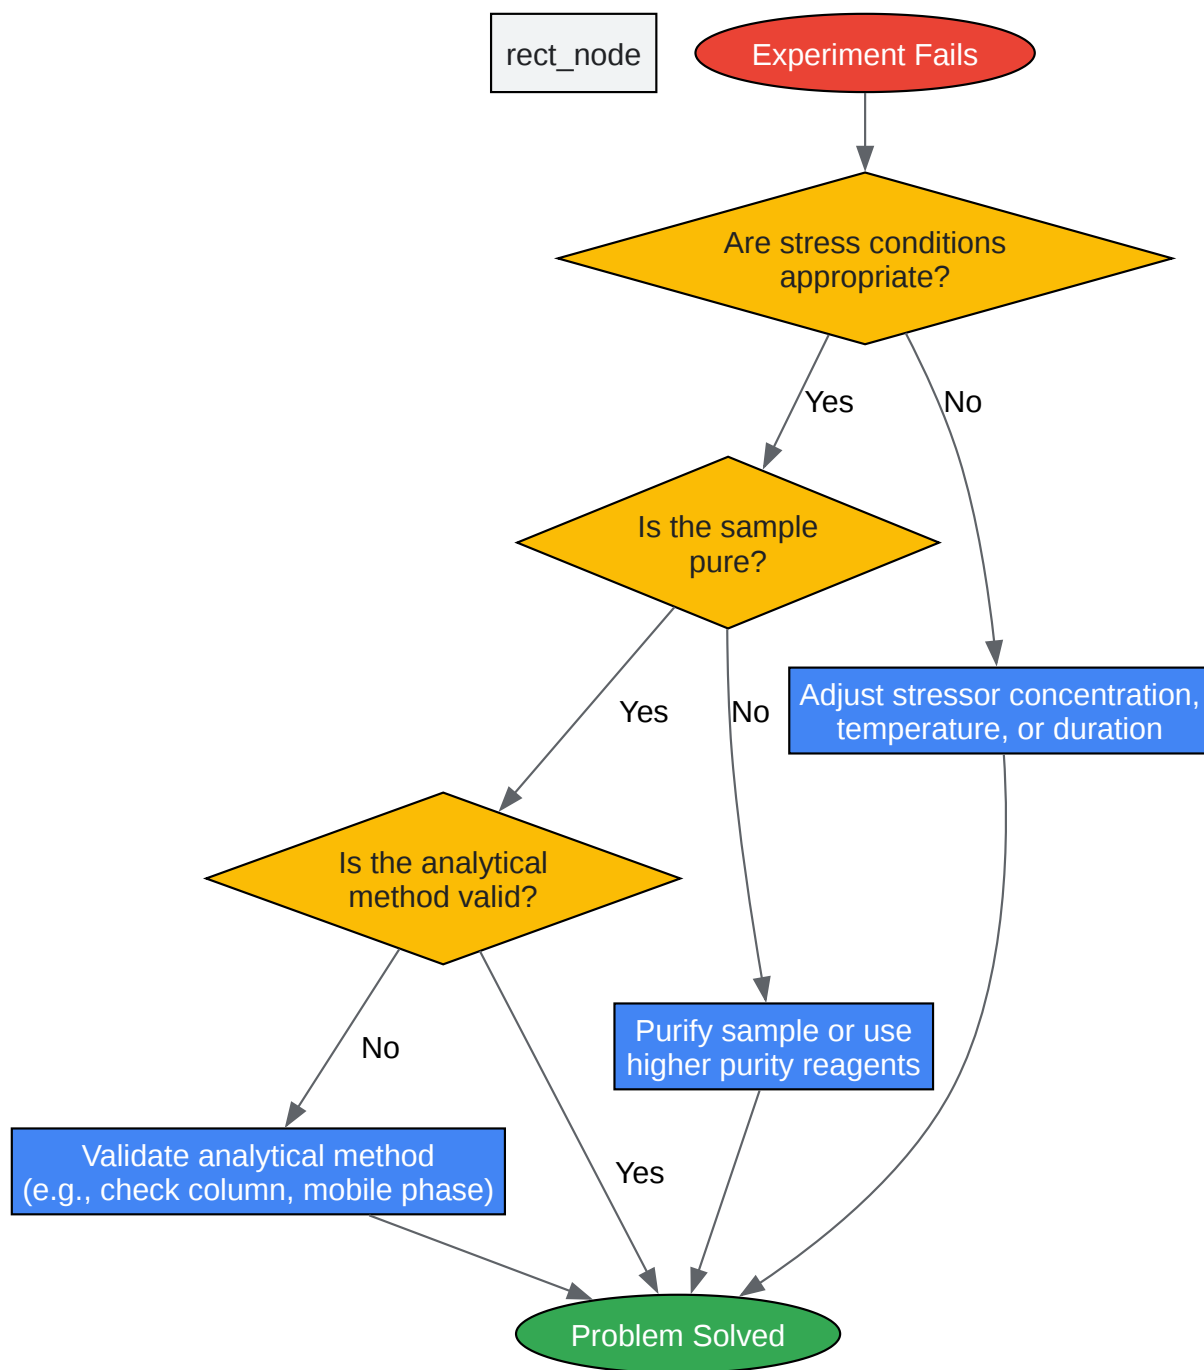 rect_node
Experiment Fails
Are stress conditions
appropriate?
Yes
No
Is the sample
pure?
Yes
No
Adjust stressor concentration,
temperature, or duration
Is the analytical
method valid?
No
Yes
Purify sample or use
higher purity reagents
Validate analytical method
(e.g., check column, mobile phase)
Problem Solved